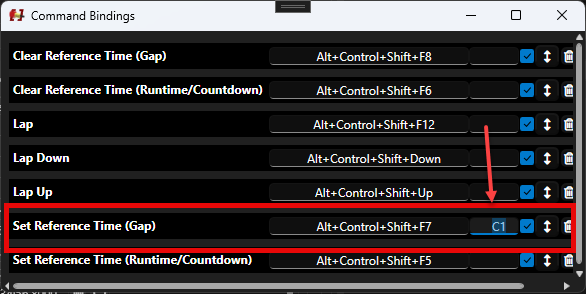 Command Bindings
Clear Reference Time (Gap) Alt+Control+Shift+F8
Clear Reference Time (Runtime/Countdown) Alt+Control+Shift+F6
Lap Alt+Control+Shift+F12
Lap Down Alt+Control+Shift+Down
Lap Up Alt+Control+Shift+Up
Set Reference Time (Gap) Alt+Control+Shift+F7 C1
Set Reference Time (Runtime/Countdown) Alt+Control+Shift+F5